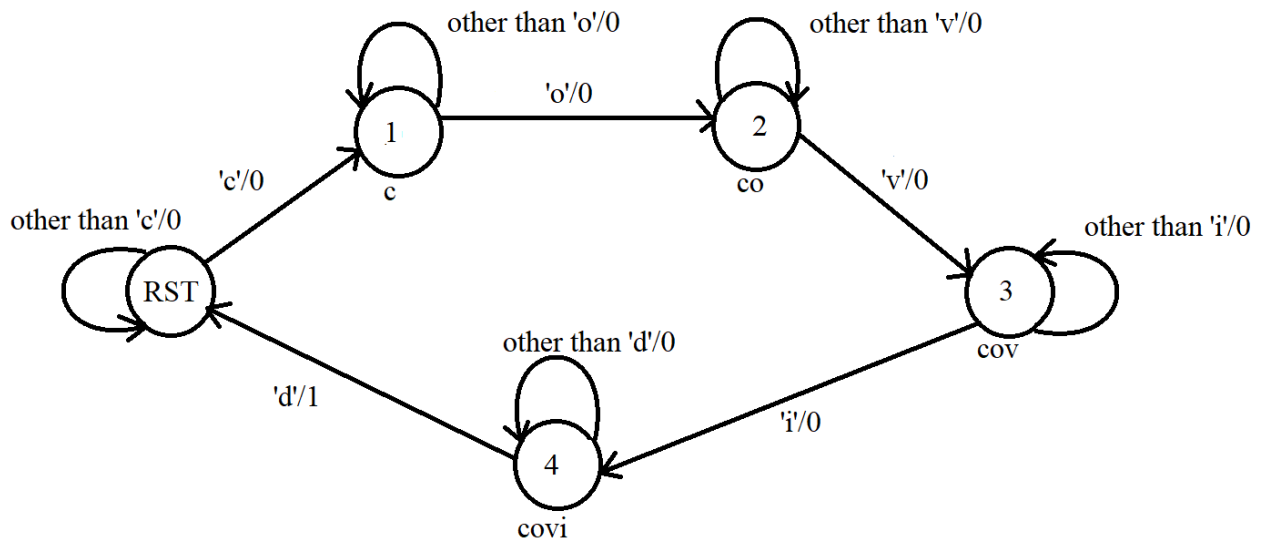 other than 'o'/0
other than 'v'/0
'o'/0
1
2
'c'/0
c
co
'v'/0
other than 'c'/0
other than 'i'/0
RST
3
other than 'd'/0
cov
'd'/1
'i'/0
4
covi